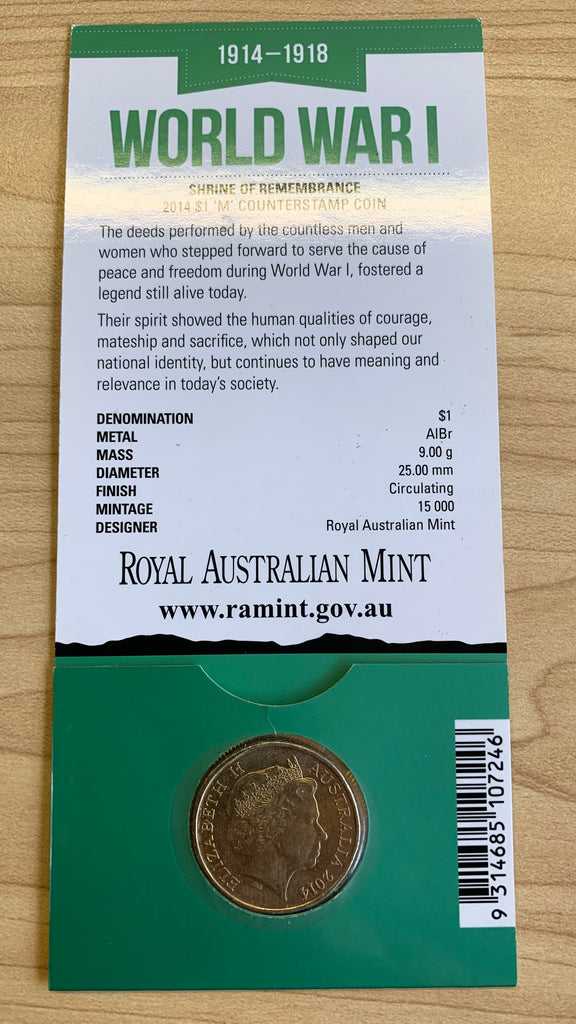 1914–1918
WORLD WAR I
SHRINE OF REMEMBRANCE
2014 $1 'M' COUNTERSTAMP COIN
The deeds performed by the countless men and
women who stepped forward to serve the cause of
peace and freedom during World War I, fostered a
legend still alive today.
Their spirit showed the human qualities of courage,
mateship and sacrifice, which not only shaped our
national identity, but continues to have meaning and
relevance in today's society.
DENOMINATION $1
METAL AlBr
MASS 9.00 g
DIAMETER 25.00 mm
FINISH Circulating
MINTAGE 15 000
DESIGNER Royal Australian Mint
ROYAL AUSTRALIAN MINT
www.ramint.gov.au
ELIZABETH II AUSTRALIA 2014
9 314685 107246